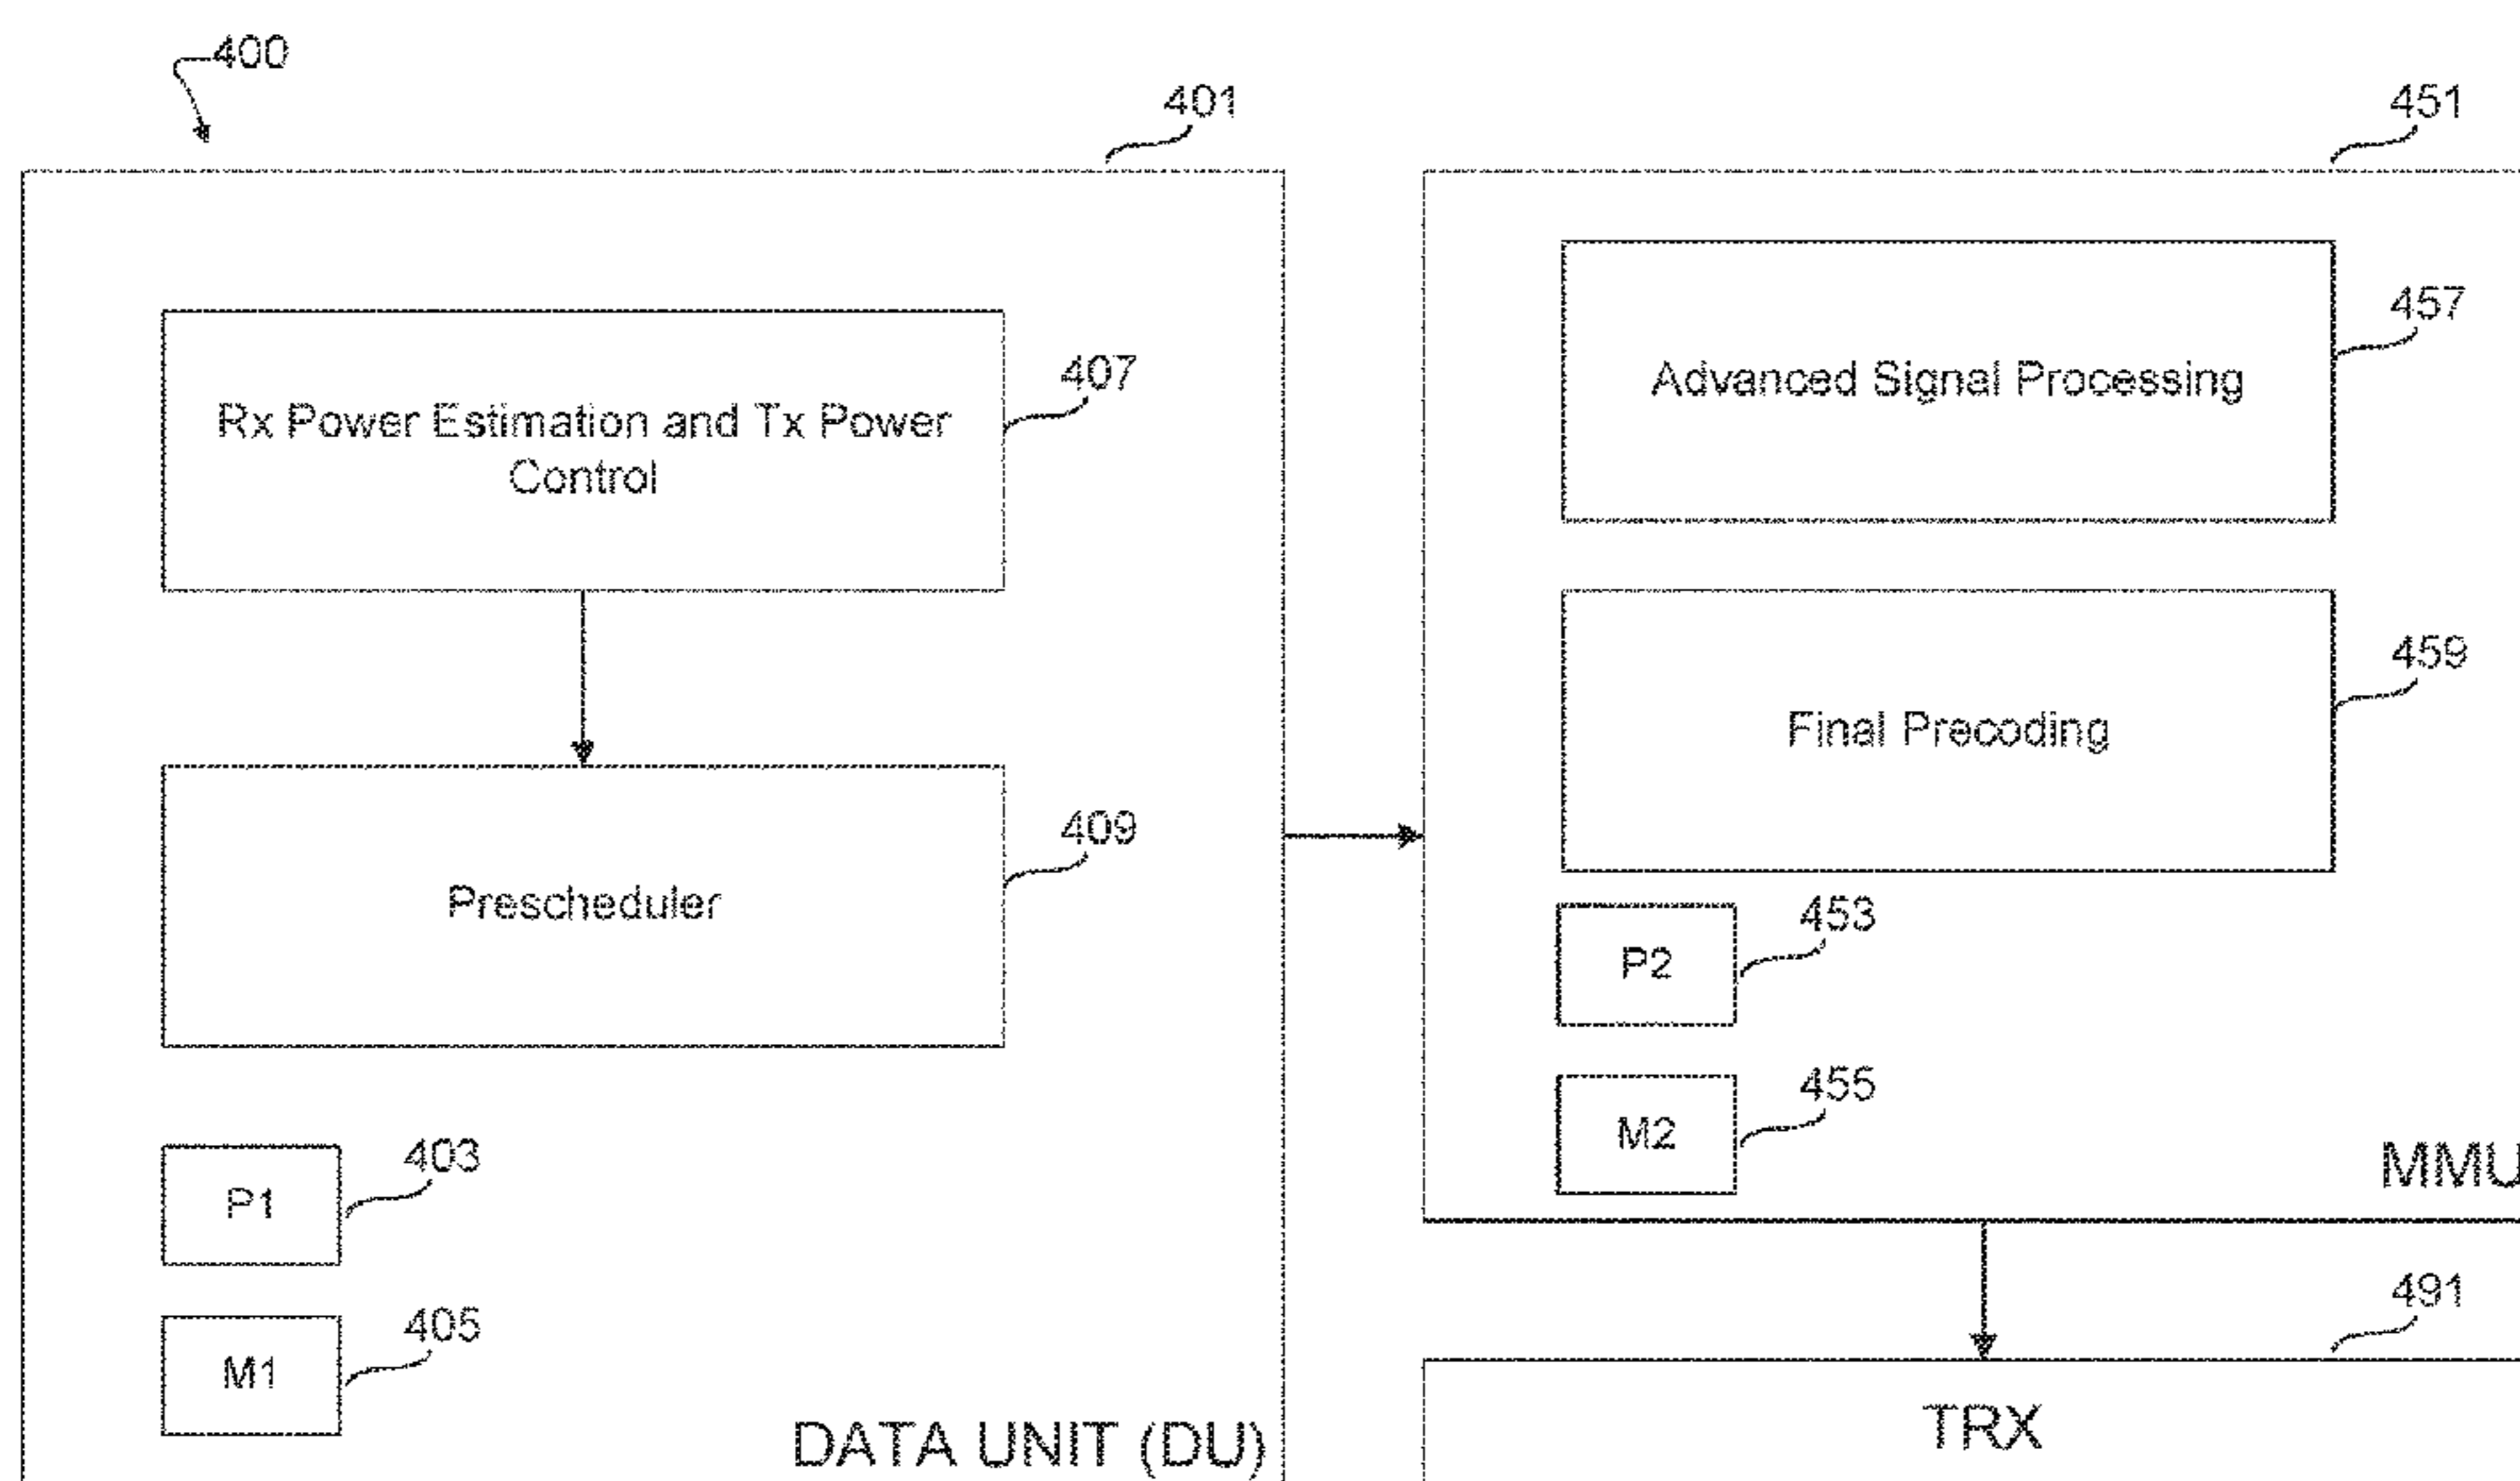 400
401
451
457
Advanced Signal Processing
407
Rx Power Estimation and Tx Power
Control
459
Final Precoding
409
Prescheduler
453
P2
455
M2
MMU
403
P1
405
M1
DATA UNIT (DU)
491
TRX